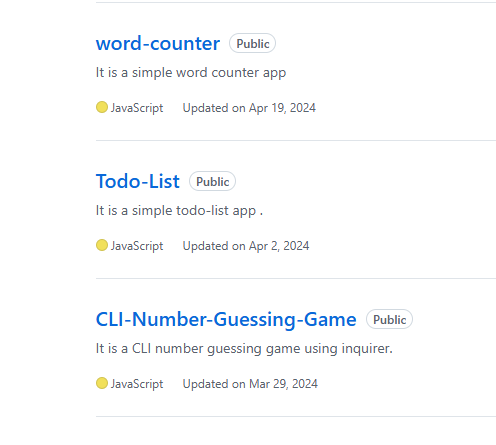 word-counter Public
It is a simple word counter app
JavaScript Updated on Apr 19, 2024
Todo-List Public
It is a simple todo-list app .
JavaScript Updated on Apr 2, 2024
CLI-Number-Guessing-Game Public
It is a CLI number guessing game using inquirer.
JavaScript Updated on Mar 29, 2024